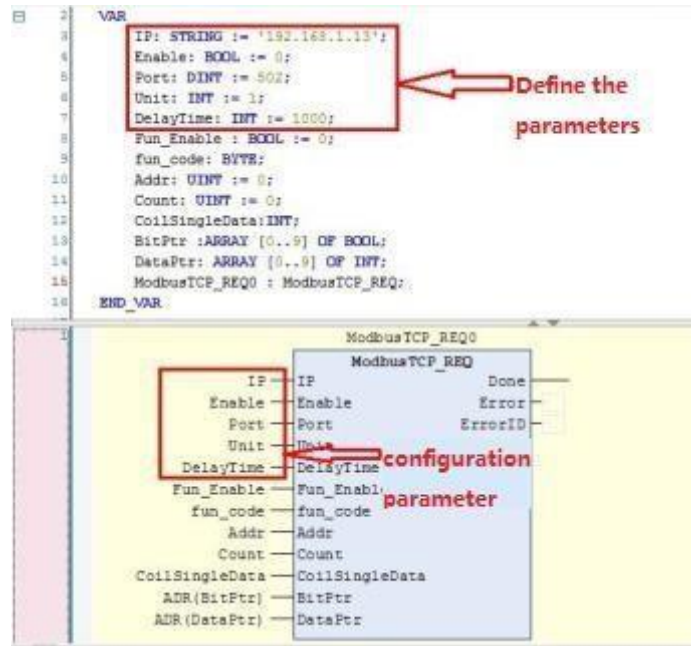 2 VAR
3 IP: STRING := '192.168.1.13';
4 Enable: BOOL := 0;
5 Port: DINT := 502;
6 Unit: INT := 1;
7 DelayTime: INT := 1000;
8 Fun_Enable : BOOL := 0;
9 fun_code: BYTE;
10 Addr: UINT := 0;
11 Count: UINT := 0;
12 CoilSingleData:INT;
13 BitPtr :ARRAY [0..9] OF BOOL;
14 DataPtr: ARRAY [0..9] OF INT;
15 ModbusTCP_REQ0 : ModbusTCP_REQ;
16 END_VAR
Define the
parameters
1
ModbusTCP_REQ0
ModbusTCP_REQ
IP IP Done
Enable Enable Error
Port Port ErrorID
Unit Unit
DelayTime DelayTime
Fun_Enable Fun_Enabl
fun_code fun_code
Addr Addr
Count Count
CoilSingleData CoilSingleData
ADR(BitPtr) BitPtr
ADR(DataPtr) DataPtr
configuration
parameter